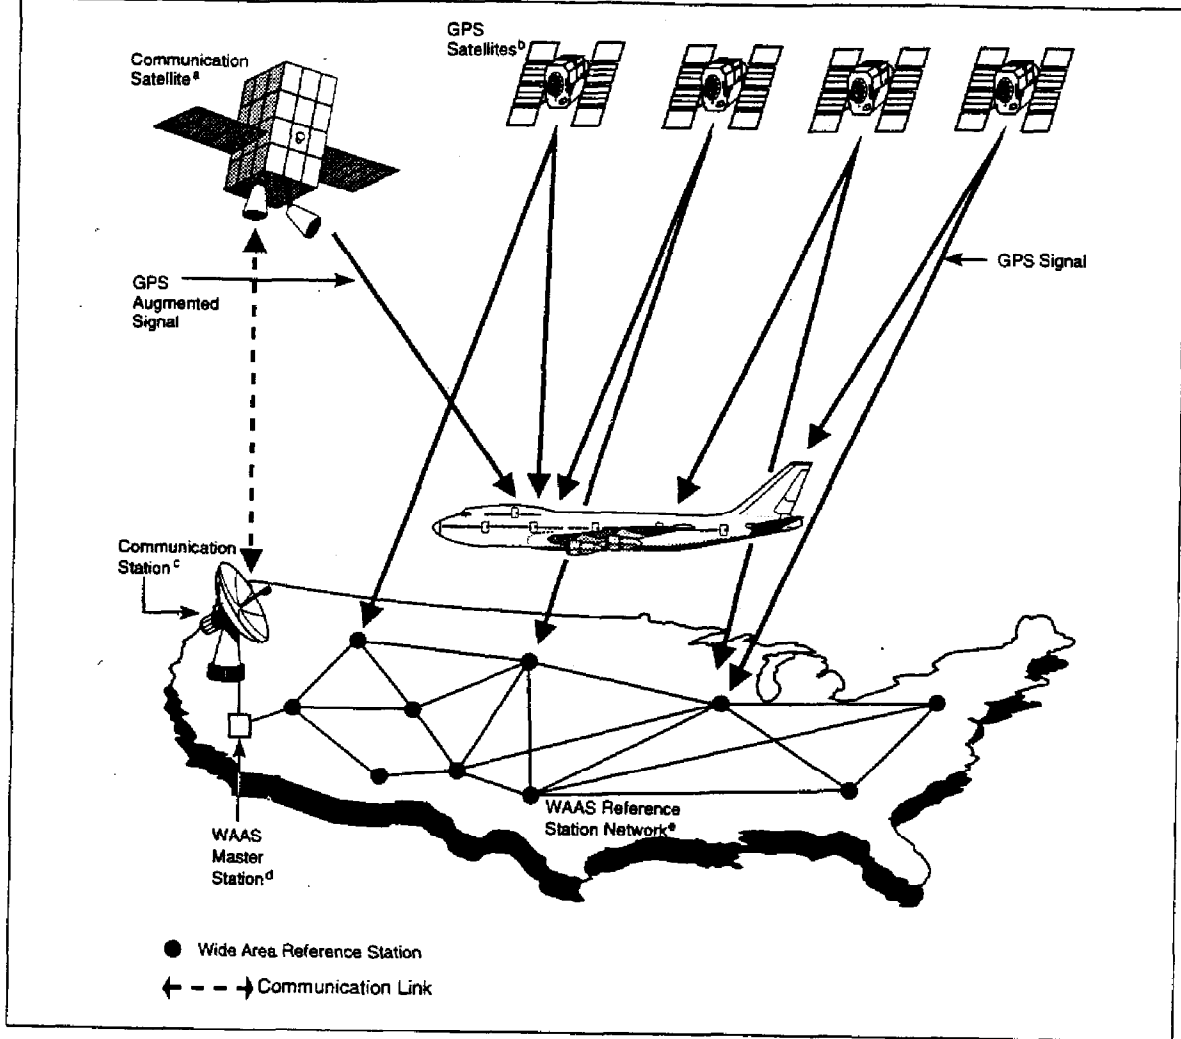 GPS
Satellites b
Communication
Satellite a
GPS
Augmented
Signal
GPS Signal
Communication
Station c
WAAS Reference
Station Network e
WAAS
Master
Station d
Wide Area Reference Station
Communication Link